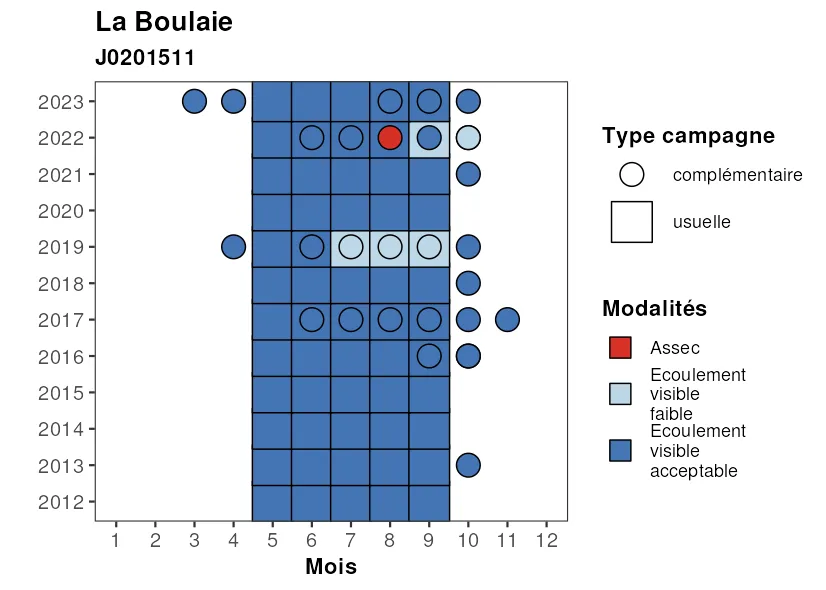 La Boulaie
J0201511
2023
2022
2021
2020
2019
2018
2017
2016
2015
2014
2013
2012
1 2 3 4 5 6 7 8 9 10 11 12
Mois
Type campagne
complémentaire
usuelle
Modalités
Assec
Ecoulement
visible
faible
Ecoulement
visible
acceptable